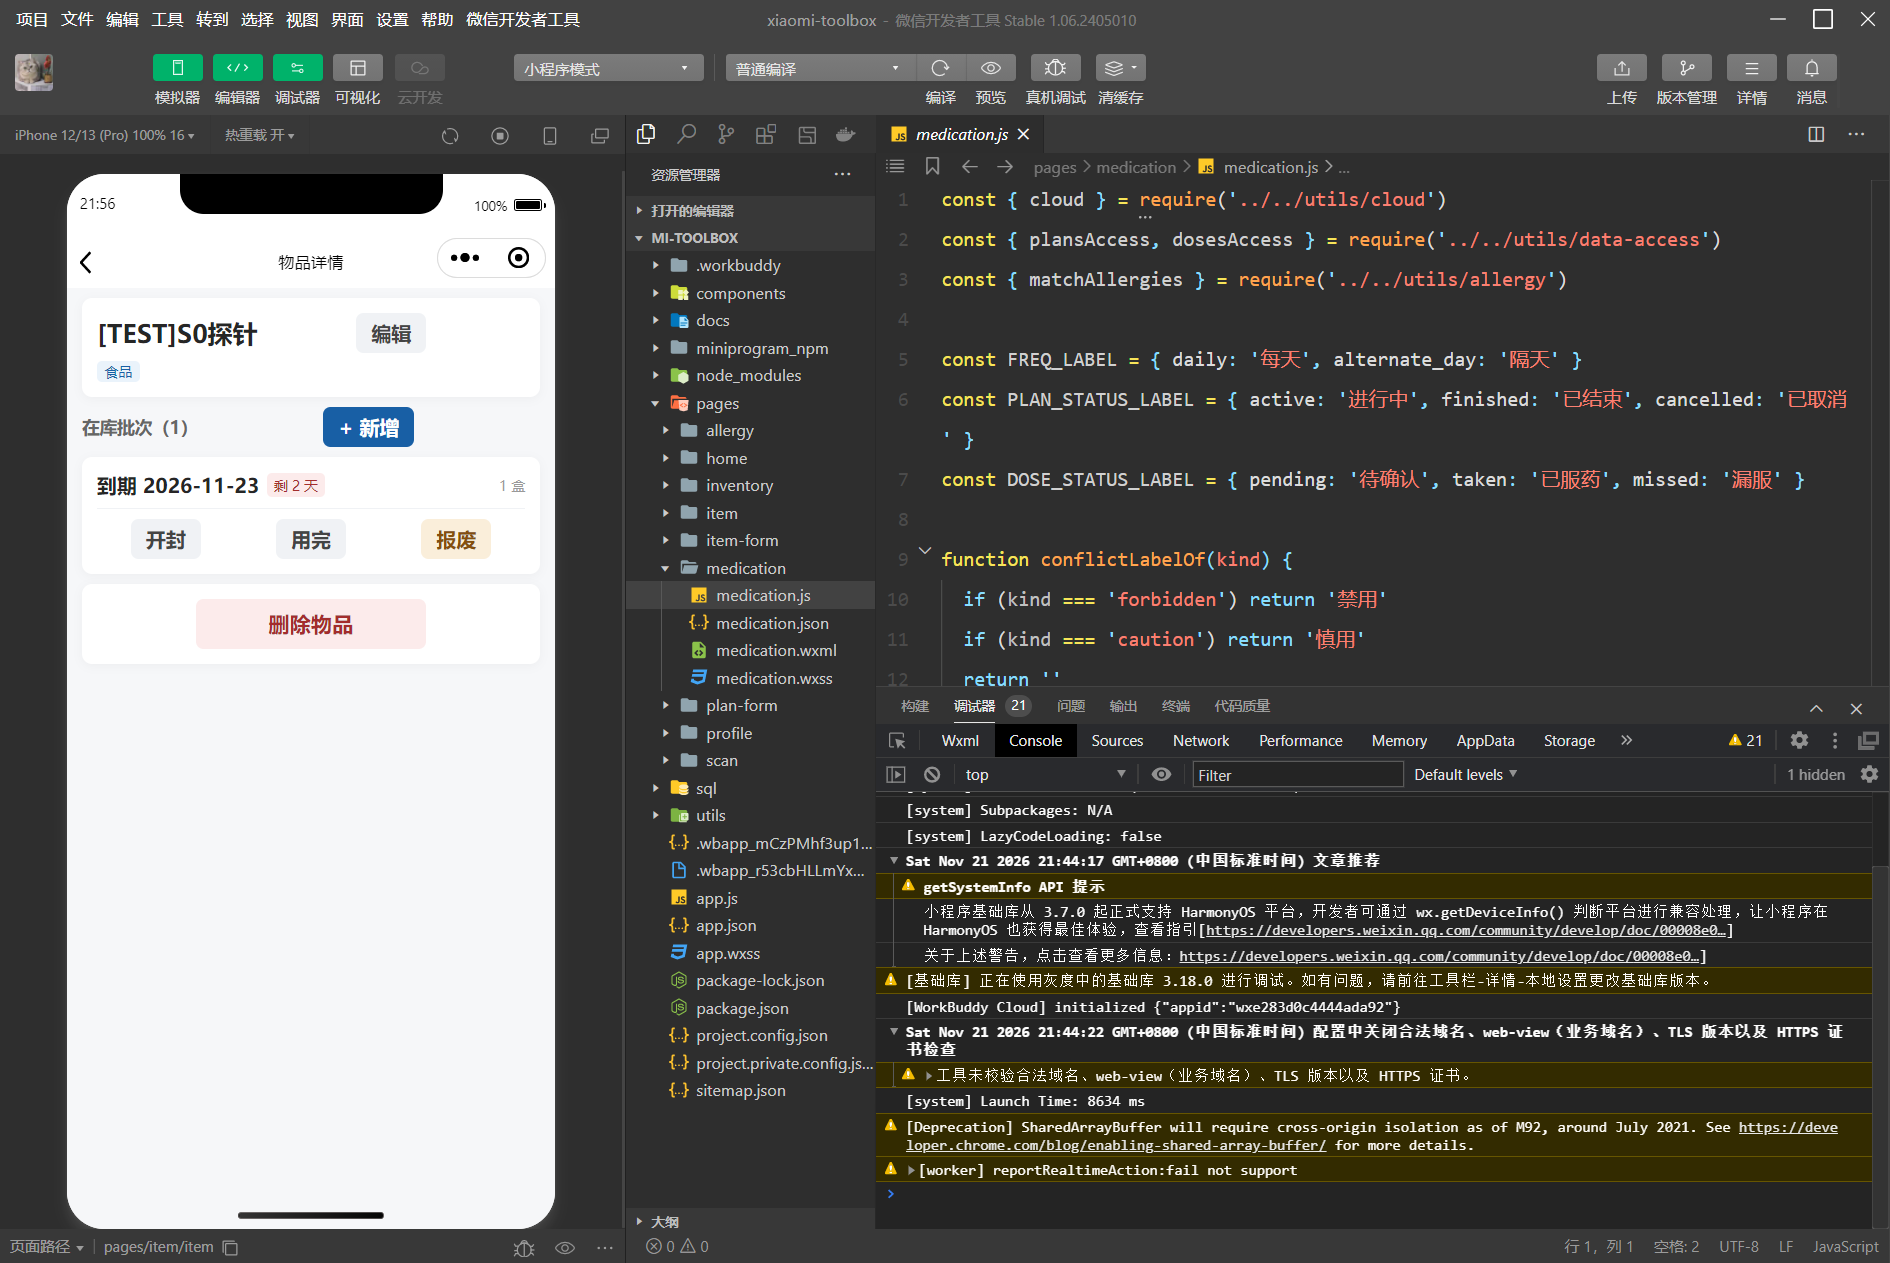 项目 文件 编辑 工具 转到 选择 视图 界面 设置 帮助 微信开发者工具
xiaomi-toolbox - 微信开发者工具 Stable 1.06.2405010
模拟器 编辑器 调试器 可视化 云开发
小程序模式
普通编译
编译 预览 真机调试 清缓存
上传 版本管理 详情 消息
iPhone 12/13 (Pro) 100% 16
热重载 开
21:56
100%
物品详情
[TEST]S0探针
编辑
食品
在库批次（1）
+ 新增
到期 2026-11-23
剩 2 天
1 盒
开封
用完
报废
删除物品
页面路径
pages/item/item
资源管理器
打开的编辑器
MI-TOOLBOX
.workbuddy
components
docs
miniprogram_npm
node_modules
pages
allergy
home
inventory
item
item-form
medication
medication.js
medication.json
medication.wxml
medication.wxss
plan-form
profile
scan
sql
utils
.wbapp_mCzPMhf3up1...
.wbapp_r53cbHLLmYx...
app.js
app.json
app.wxss
package-lock.json
package.json
project.config.json
project.private.config.js...
sitemap.json
大纲
0 0
medication.js
pages > medication > medication.js > ...
1 const { cloud } = require('../../utils/cloud')
2 const { plansAccess, dosesAccess } = require('../../utils/data-access')
3 const { matchAllergies } = require('../../utils/allergy')
4
5 const FREQ_LABEL = { daily: '每天', alternate_day: '隔天' }
6 const PLAN_STATUS_LABEL = { active: '进行中', finished: '已结束', cancelled: '已取消
' }
7 const DOSE_STATUS_LABEL = { pending: '待确认', taken: '已服药', missed: '漏服' }
8
9 function conflictLabelOf(kind) {
10 if (kind === 'forbidden') return '禁用'
11 if (kind === 'caution') return '慎用'
12 return ''
构建 调试器 21 问题 输出 终端 代码质量
Wxml Console Sources Network Performance Memory AppData Storage
21
top
Filter
Default levels
1 hidden
[system] Subpackages: N/A
[system] LazyCodeLoading: false
Sat Nov 21 2026 21:44:17 GMT+0800 (中国标准时间) 文章推荐
getSystemInfo API 提示
小程序基础库从 3.7.0 起正式支持 HarmonyOS 平台，开发者可通过 wx.getDeviceInfo() 判断平台进行兼容处理，让小程序在
HarmonyOS 也获得最佳体验，查看指引[https://developers.weixin.qq.com/community/develop/doc/00008e0…]
关于上述警告，点击查看更多信息：https://developers.weixin.qq.com/community/develop/doc/00008e0…]
[基础库] 正在使用灰度中的基础库 3.18.0 进行调试。如有问题，请前往工具栏-详情-本地设置更改基础库版本。
[WorkBuddy Cloud] initialized {"appid":"wxe283d0c4444ada92"}
Sat Nov 21 2026 21:44:22 GMT+0800 (中国标准时间) 配置中关闭合法域名、web-view（业务域名）、TLS 版本以及 HTTPS 证
书检查
工具未校验合法域名、web-view（业务域名）、TLS 版本以及 HTTPS 证书。
[system] Launch Time: 8634 ms
[Deprecation] SharedArrayBuffer will require cross-origin isolation as of M92, around July 2021. See https://deve
loper.chrome.com/blog/enabling-shared-array-buffer/ for more details.
[worker] reportRealtimeAction:fail not support
行 1，列 1 空格: 2 UTF-8 LF JavaScript